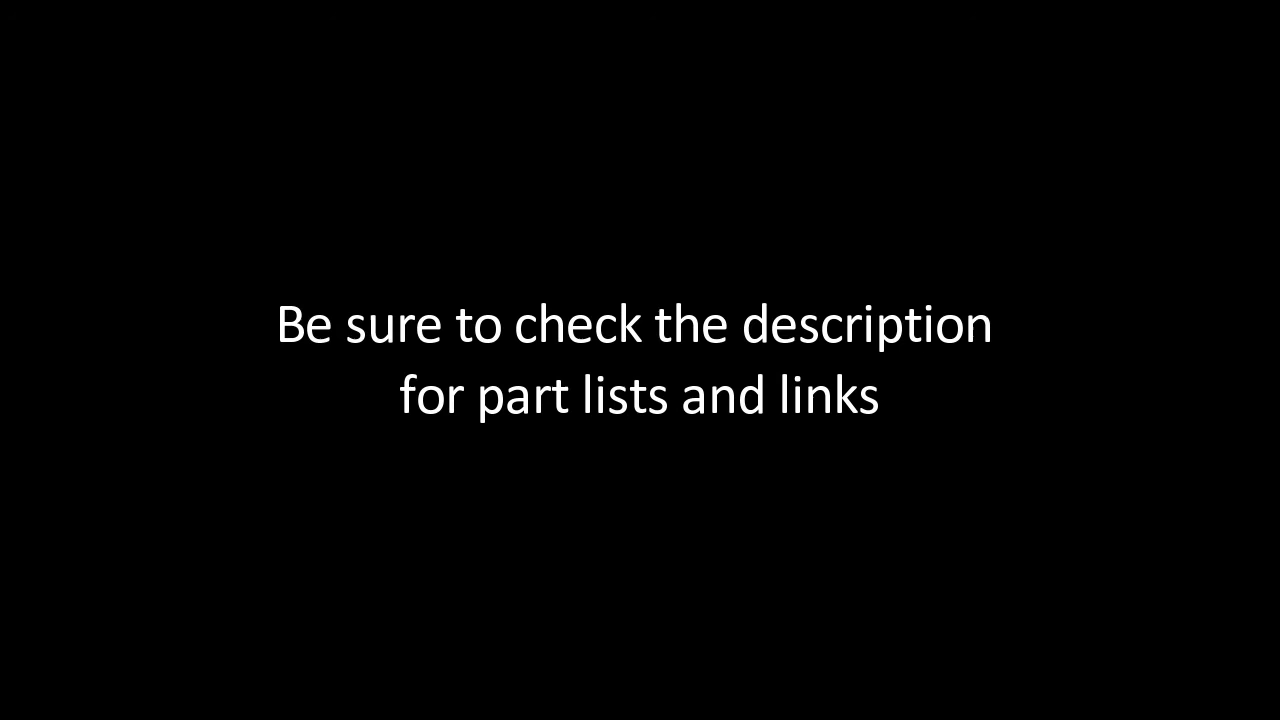 Be sure to check the description
for part lists and links